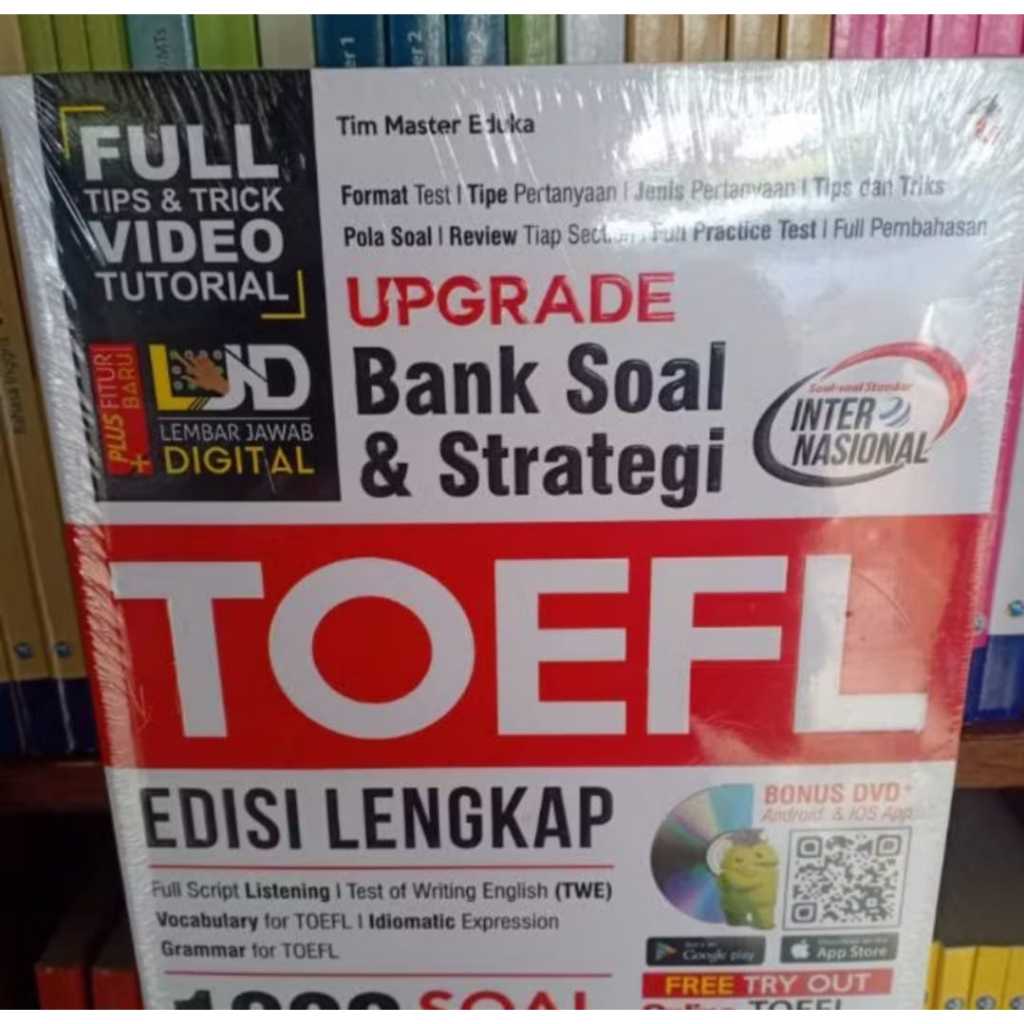 FULL
TIPS & TRICK
VIDEO
TUTORIAL
PLUS FITUR
BARU
+
LJD
LEMBAR JAWAB
DIGITAL
Tim Master Eduka
Format Test | Tipe Pertanyaan | Jenis Pertanyaan | Tips dan Triks
Pola Soal | Review Tiap Section | Full Practice Test | Full Pembahasan
UPGRADE
Bank Soal
& Strategi
Soal-soal Standar
INTER
NASIONAL
TOEFL
EDISI LENGKAP
Full Script Listening | Test of Writing English (TWE)
Vocabulary for TOEFL | Idiomatic Expression
Grammar for TOEFL
BONUS DVD+
Android & iOS App
Google play
App Store
FREE TRY OUT
Online TOEFL
SOAL